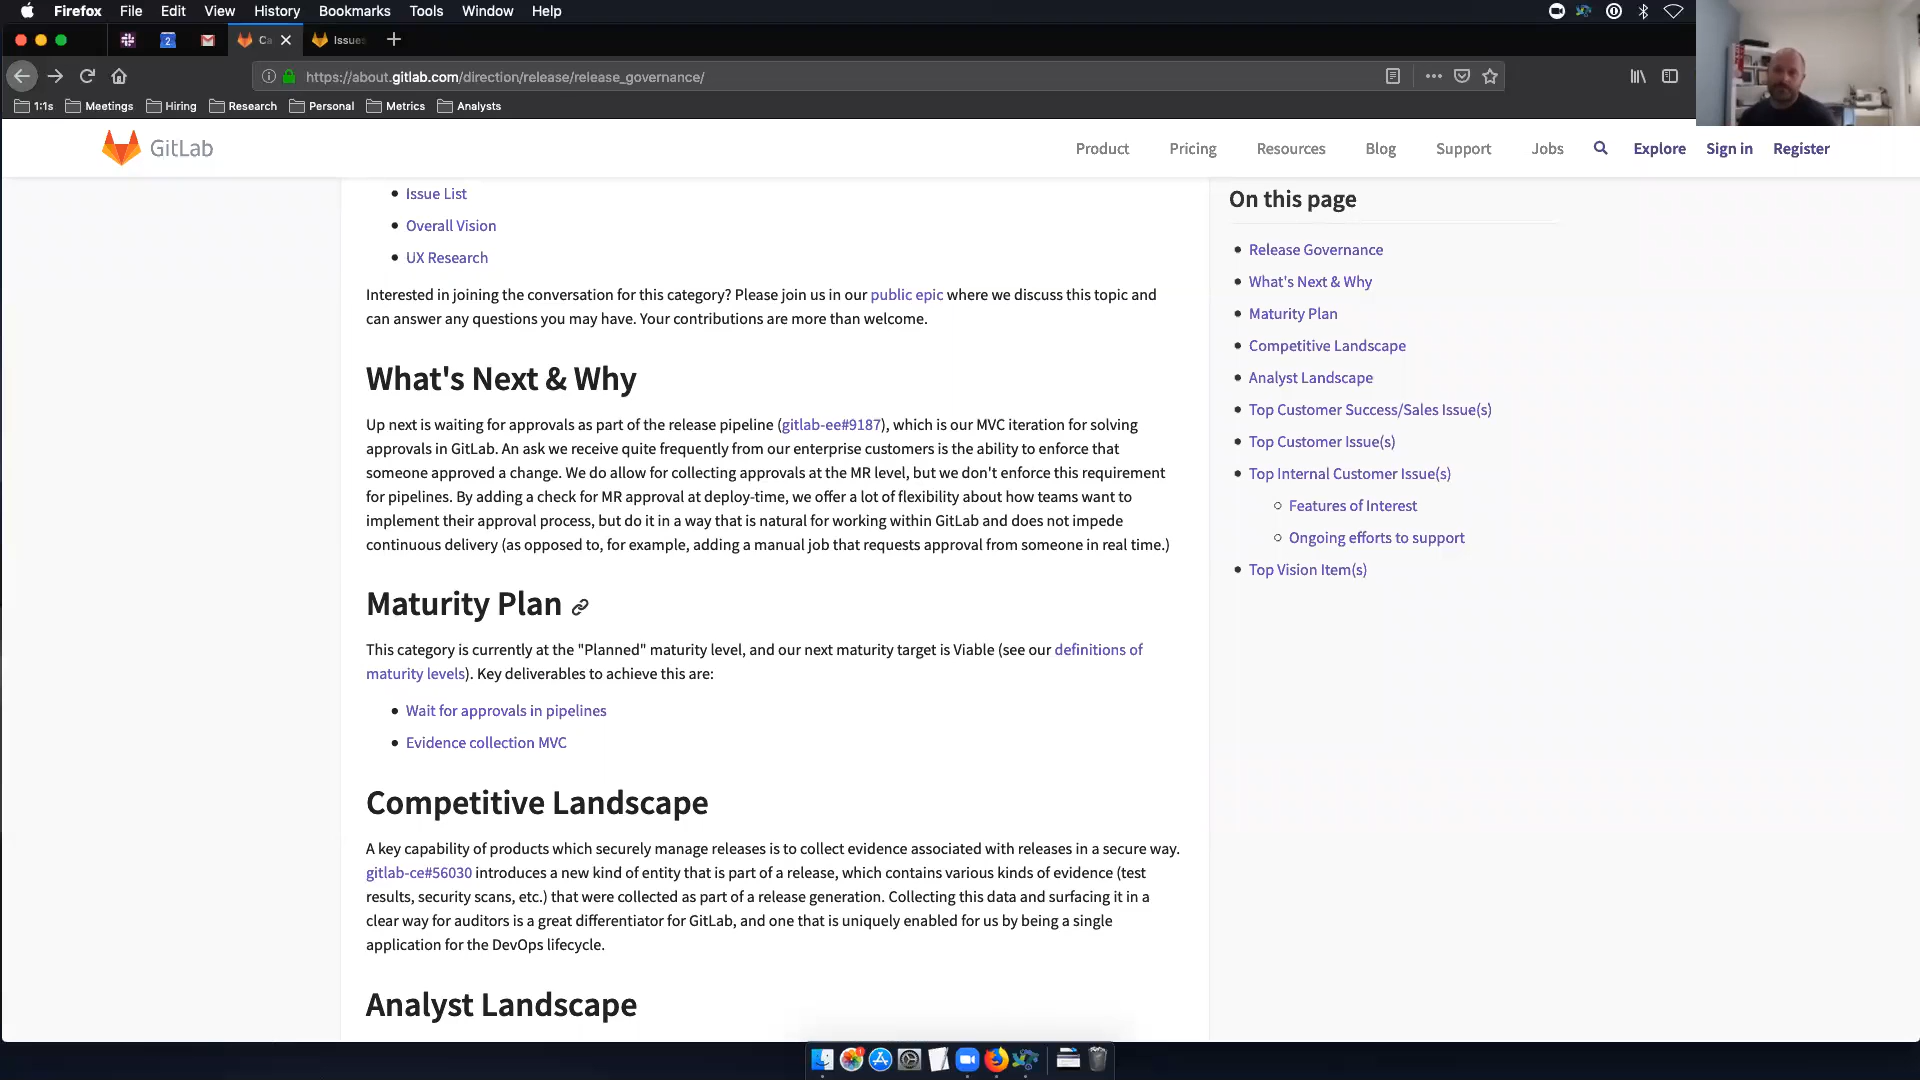 Firefox File Edit View History Bookmarks Tools Window Help
2 Ca Issues
https://about.gitlab.com/direction/release/release_governance/
1:1s Meetings Hiring Research Personal Metrics Analysts
GitLab Product Pricing Resources Blog Support Jobs Explore Sign in Register
Issue List
Overall Vision
UX Research
Interested in joining the conversation for this category? Please join us in our public epic where we discuss this topic and
can answer any questions you may have. Your contributions are more than welcome.
What's Next & Why
Up next is waiting for approvals as part of the release pipeline (gitlab-ee#9187), which is our MVC iteration for solving
approvals in GitLab. An ask we receive quite frequently from our enterprise customers is the ability to enforce that
someone approved a change. We do allow for collecting approvals at the MR level, but we don't enforce this requirement
for pipelines. By adding a check for MR approval at deploy-time, we offer a lot of flexibility about how teams want to
implement their approval process, but do it in a way that is natural for working within GitLab and does not impede
continuous delivery (as opposed to, for example, adding a manual job that requests approval from someone in real time.)
Maturity Plan
This category is currently at the "Planned" maturity level, and our next maturity target is Viable (see our definitions of
maturity levels). Key deliverables to achieve this are:
Wait for approvals in pipelines
Evidence collection MVC
Competitive Landscape
A key capability of products which securely manage releases is to collect evidence associated with releases in a secure way.
gitlab-ce#56030 introduces a new kind of entity that is part of a release, which contains various kinds of evidence (test
results, security scans, etc.) that were collected as part of a release generation. Collecting this data and surfacing it in a
clear way for auditors is a great differentiator for GitLab, and one that is uniquely enabled for us by being a single
application for the DevOps lifecycle.
Analyst Landscape
On this page
Release Governance
What's Next & Why
Maturity Plan
Competitive Landscape
Analyst Landscape
Top Customer Success/Sales Issue(s)
Top Customer Issue(s)
Top Internal Customer Issue(s)
Features of Interest
Ongoing efforts to support
Top Vision Item(s)